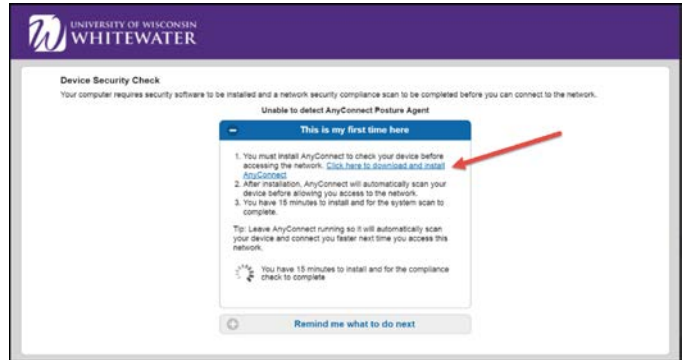 UNIVERSITY OF WISCONSIN
WHITEWATER
Device Security Check
Your computer requires security software to be installed and a network security compliance scan to be completed before you can connect to the network.
Unable to detect AnyConnect Posture Agent
This is my first time here
1. You must install AnyConnect to check your device before
accessing the network. Click here to download and install
AnyConnect
2. After installation, AnyConnect will automatically scan your
device before allowing you access to the network.
3. You have 15 minutes to install and for the system scan to
complete.
Tip: Leave AnyConnect running so it will automatically scan
your device and connect you faster next time you access this
network.
You have 15 minutes to install and for the compliance
check to complete
Remind me what to do next